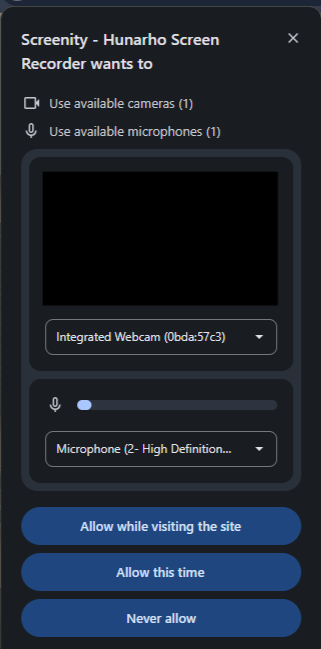 Screenity - Hunarho Screen
Recorder wants to
Use available cameras (1)
Use available microphones (1)
Integrated Webcam (0bda:57c3)
Microphone (2- High Definition...
Allow while visiting the site
Allow this time
Never allow